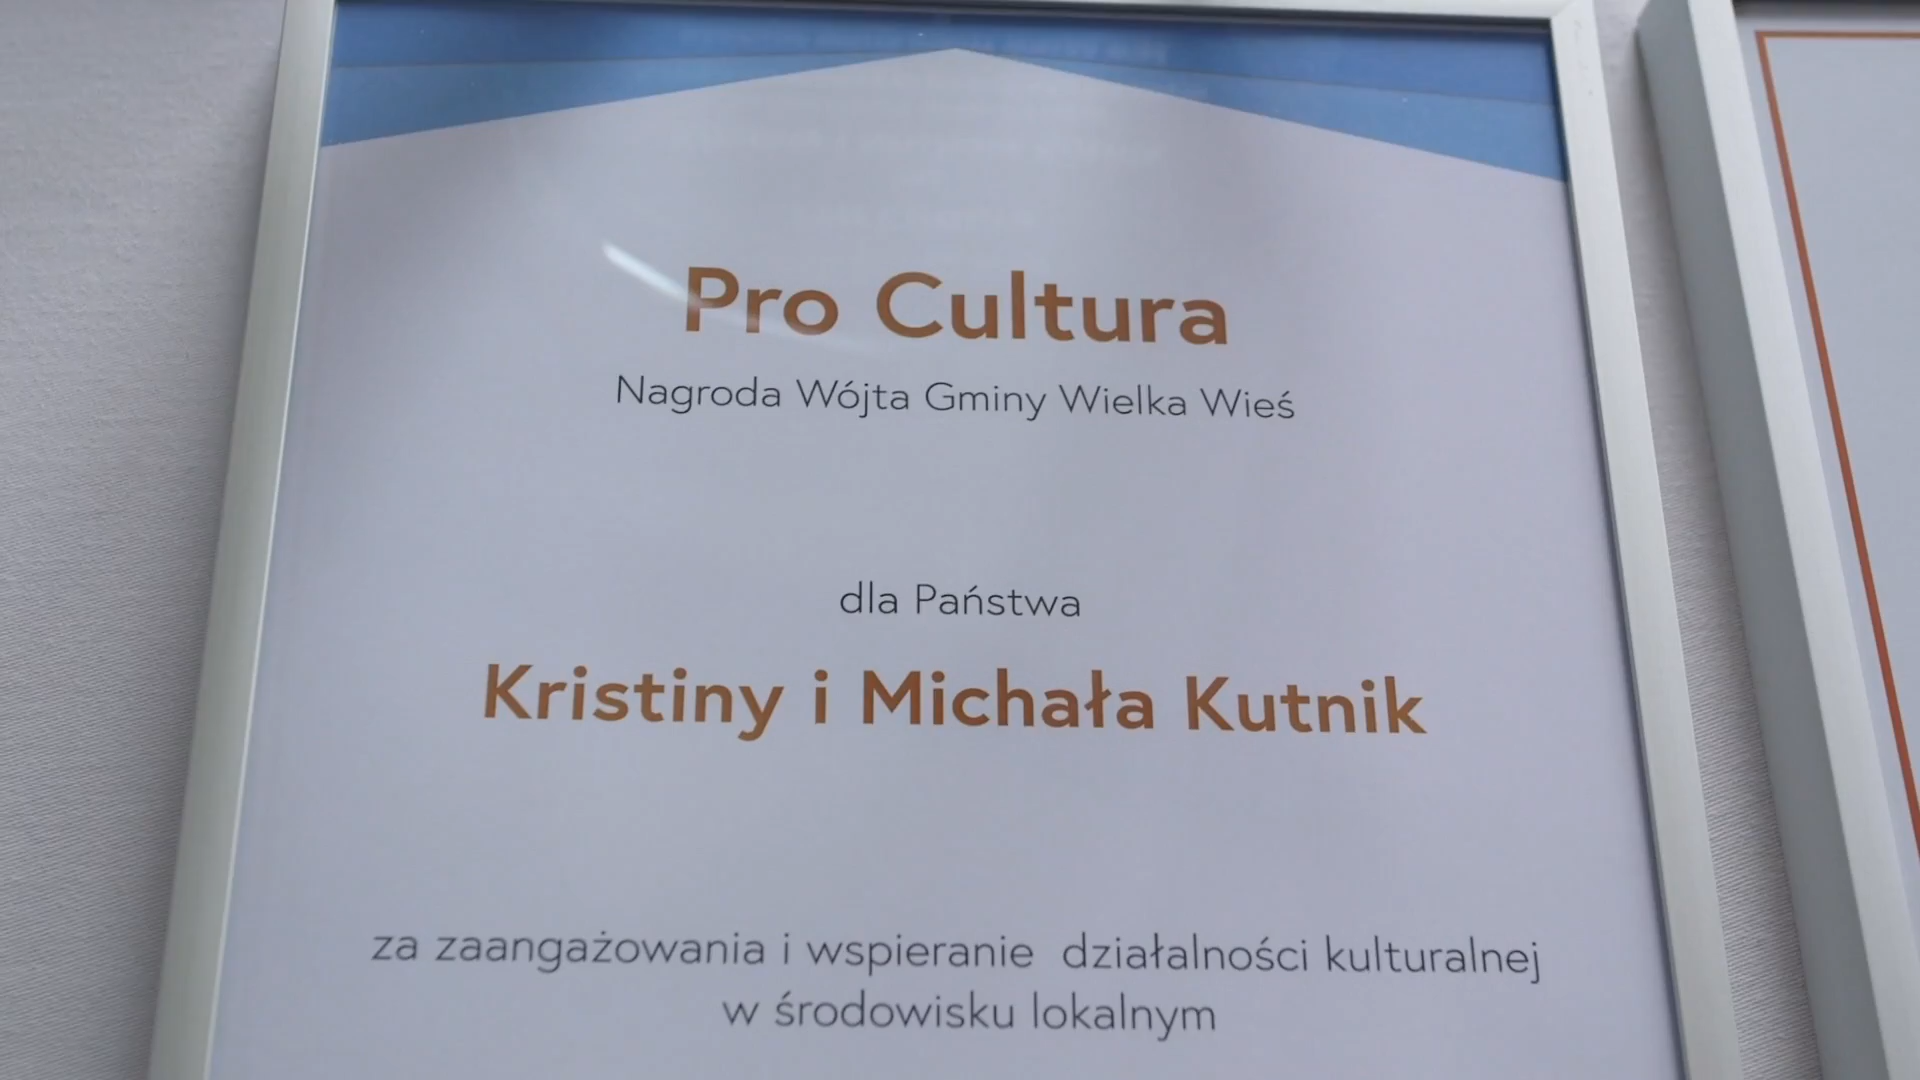 Pro Cultura
Nagroda Wójta Gminy Wielka Wieś
dla Państwa
Kristiny i Michała Kutnik
za zaangażowania i wspieranie działalności kulturalnej
w środowisku lokalnym